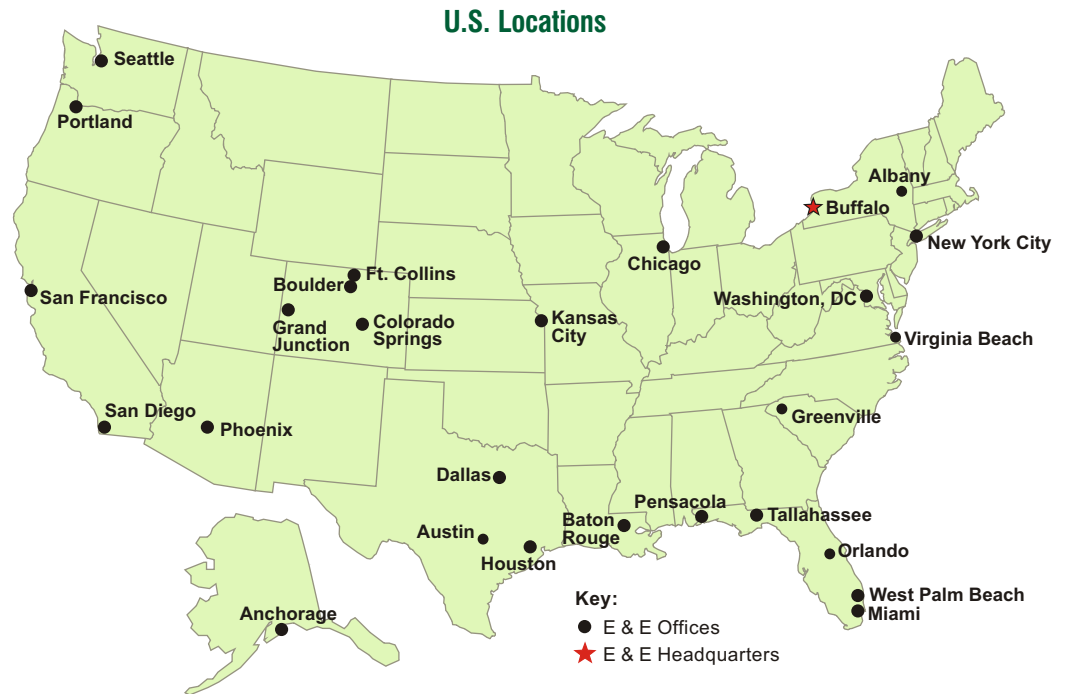 U.S. Locations
Seattle
Portland
Albany
Buffalo
New York City
Chicago
Ft. Collins
Boulder
San Francisco
Washington, DC
Grand
Junction
Colorado
Springs
Kansas
City
Virginia Beach
San Diego
Phoenix
Greenville
Dallas
Pensacola
Austin
Baton
Rouge
Tallahassee
Houston
Orlando
West Palm Beach
Miami
Anchorage
Key:
E & E Offices
E & E Headquarters